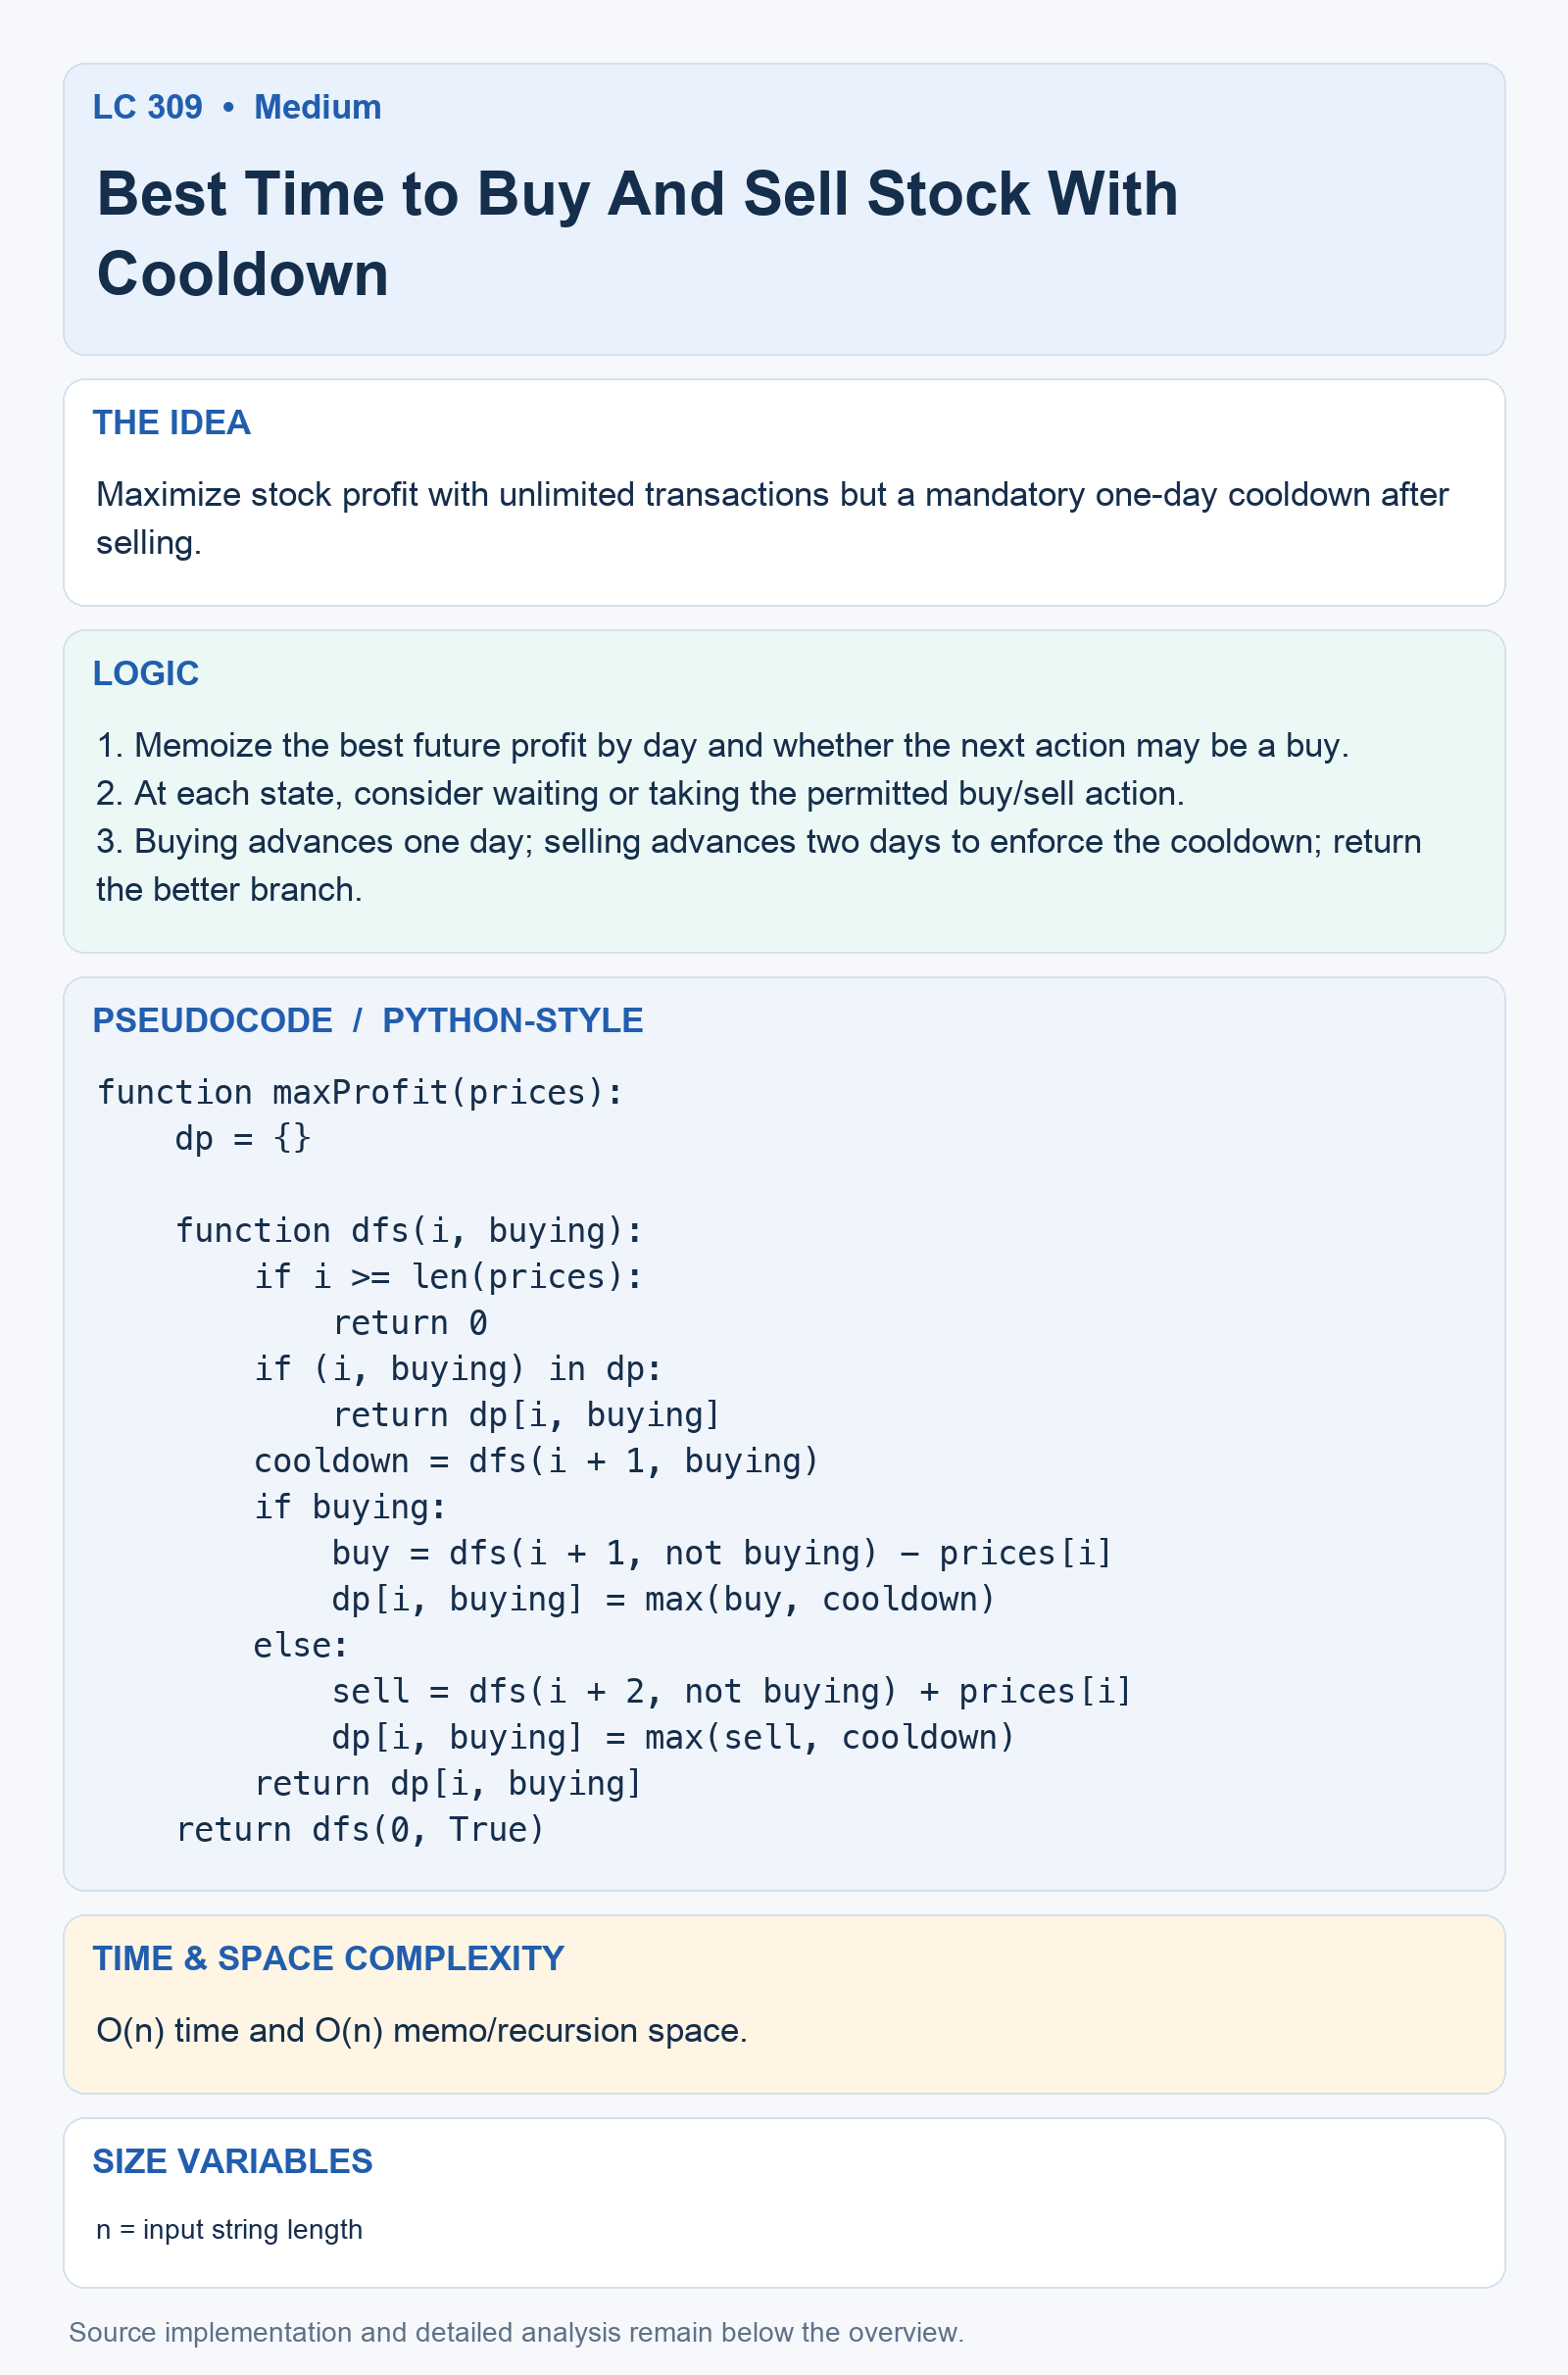 LC 309 • Medium
Best Time to Buy And Sell Stock With
Cooldown
THE IDEA
Maximize stock profit with unlimited transactions but a mandatory one-day cooldown after
selling.
LOGIC
1. Memoize the best future profit by day and whether the next action may be a buy.
2. At each state, consider waiting or taking the permitted buy/sell action.
3. Buying advances one day; selling advances two days to enforce the cooldown; return
the better branch.
PSEUDOCODE / PYTHON-STYLE
function maxProfit(prices):
    dp = {}

    function dfs(i, buying):
        if i >= len(prices):
            return 0
        if (i, buying) in dp:
            return dp[i, buying]
        cooldown = dfs(i + 1, buying)
        if buying:
            buy = dfs(i + 1, not buying) − prices[i]
            dp[i, buying] = max(buy, cooldown)
        else:
            sell = dfs(i + 2, not buying) + prices[i]
            dp[i, buying] = max(sell, cooldown)
        return dp[i, buying]
    return dfs(0, True)
TIME & SPACE COMPLEXITY
O(n) time and O(n) memo/recursion space.
SIZE VARIABLES
n = input string length
Source implementation and detailed analysis remain below the overview.